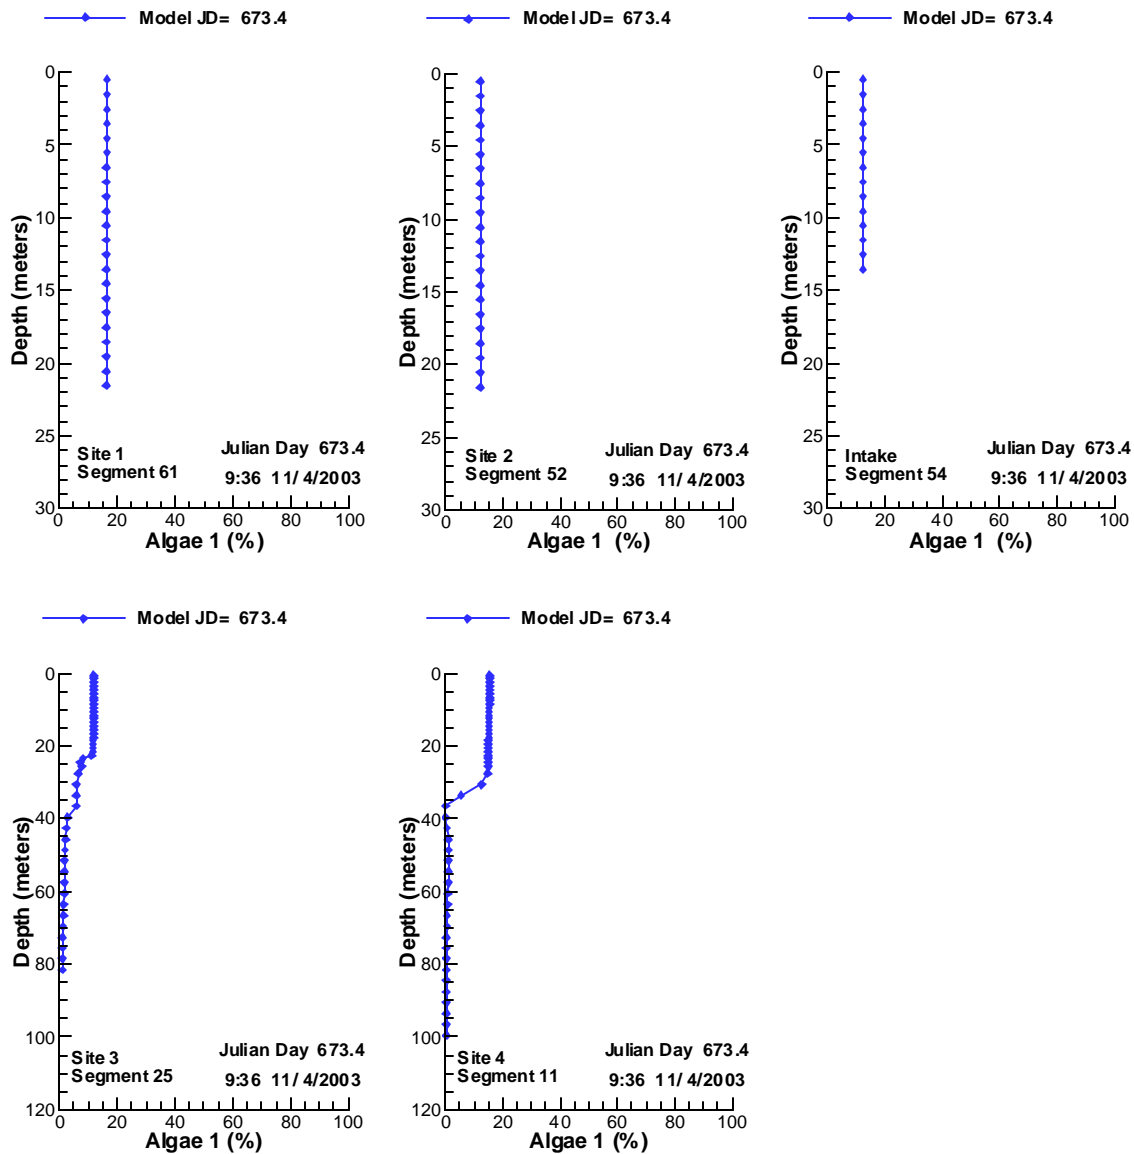 Model JD= 673.4
0
5
10
15
20
25
30
Depth (meters)
Site 1
Segment 61
Julian Day 673.4
9:36 11/ 4/2003
0 20 40 60 80 100
Algae 1 (%)
Model JD= 673.4
0
5
10
15
20
25
30
Depth (meters)
Site 2
Segment 52
Julian Day 673.4
9:36 11/ 4/2003
0 20 40 60 80 100
Algae 1 (%)
Model JD= 673.4
0
5
10
15
20
25
30
Depth (meters)
Intake
Segment 54
Julian Day 673.4
9:36 11/ 4/2003
0 20 40 60 80 100
Algae 1 (%)
Model JD= 673.4
0
20
40
60
80
100
120
Depth (meters)
Site 3
Segment 25
Julian Day 673.4
9:36 11/ 4/2003
0 20 40 60 80 100
Algae 1 (%)
Model JD= 673.4
0
20
40
60
80
100
120
Depth (meters)
Site 4
Segment 11
Julian Day 673.4
9:36 11/ 4/2003
0 20 40 60 80 100
Algae 1 (%)